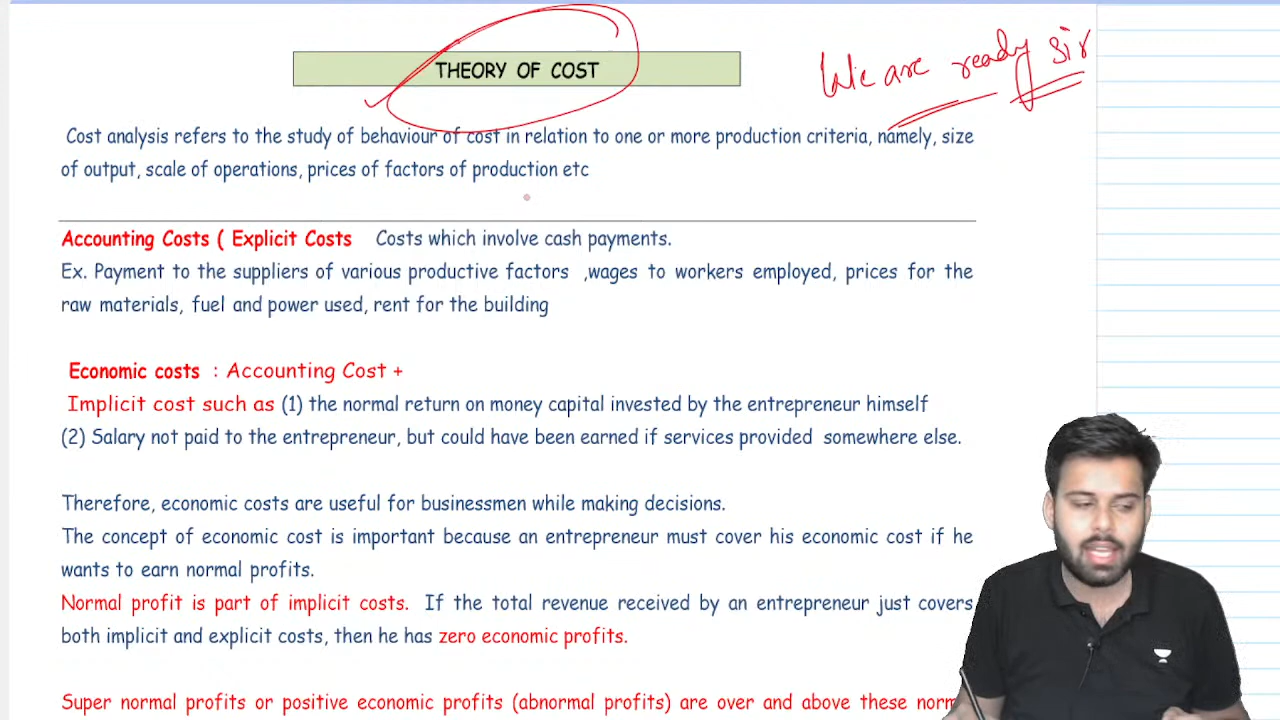 THEORY OF COST
We are ready sir
Cost analysis refers to the study of behaviour of cost in relation to one or more production criteria, namely, size
of output, scale of operations, prices of factors of production etc
Accounting Costs ( Explicit Costs Costs which involve cash payments.
Ex. Payment to the suppliers of various productive factors ,wages to workers employed, prices for the
raw materials, fuel and power used, rent for the building
Economic costs : Accounting Cost +
Implicit cost such as (1) the normal return on money capital invested by the entrepreneur himself
(2) Salary not paid to the entrepreneur, but could have been earned if services provided somewhere else.
Therefore, economic costs are useful for businessmen while making decisions.
The concept of economic cost is important because an entrepreneur must cover his economic cost if he
wants to earn normal profits.
Normal profit is part of implicit costs. If the total revenue received by an entrepreneur just covers
both implicit and explicit costs, then he has zero economic profits.
Super normal profits or positive economic profits (abnormal profits) are over and above these norm